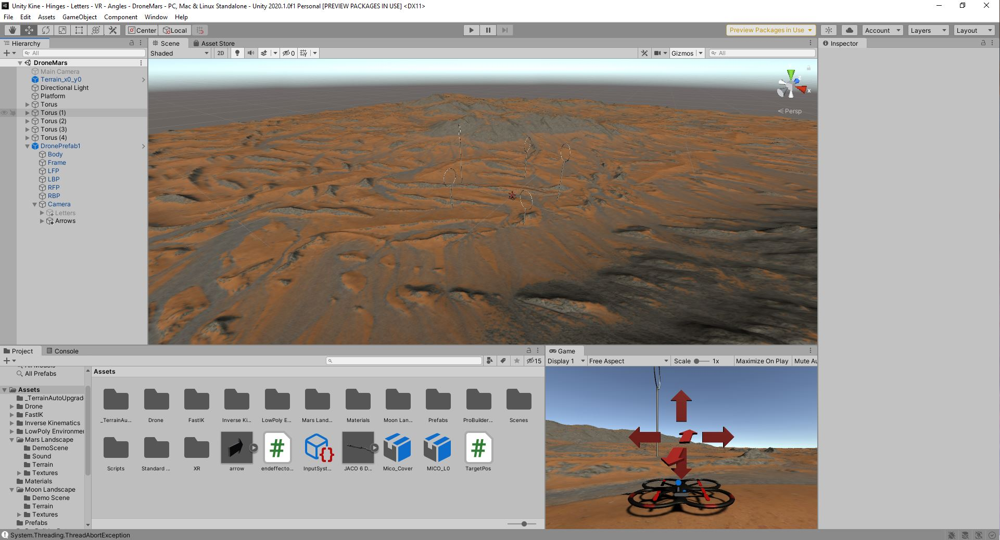 Unity Kine - Hinges - Letters - VR - Angles - DroneMars - PC, Mac & Linux Standalone - Unity 2020.1.0f1 Personal [PREVIEW PACKAGES IN USE] <DX11>
File Edit Assets GameObject Component Window Help
Center Local Preview Packages in Use Account Layers Layout
Hierarchy
All
DroneMars
Main Camera
Terrain_x0_y0
Directional Light
Platform
Torus
Torus (1)
Torus (2)
Torus (3)
Torus (4)
DronePrefab1
Body
Frame
LFP
LBP
RFP
RBP
Camera
Letters
Arrows
Scene Asset Store
Shaded 2D 0 Gizmos All
x
Persp
Inspector
Project Console
15
All Prefabs
Assets
_TerrainAutoUpgrad
Drone
FastIK
Inverse Kinematics
LowPoly Environme
Mars Landscape
DemoScene
Sound
Terrain
Textures
Materials
Moon Landscape
Demo Scene
Terrain
Textures
Prefabs
Assets
_TerrainAu... Drone FastIK Inverse Ki... LowPoly E... Mars Land... Materials Moon Lan... Prefabs ProBuilder... Scenes
Scripts Standard ... XR arrow endeffecto... InputSyst... JACO 6 D... Mico_Cover MICO_L0 TargetPos
Game
Display 1 Free Aspect Scale 1x Maximize On Play Mute Au
System.Threading.ThreadAbortException